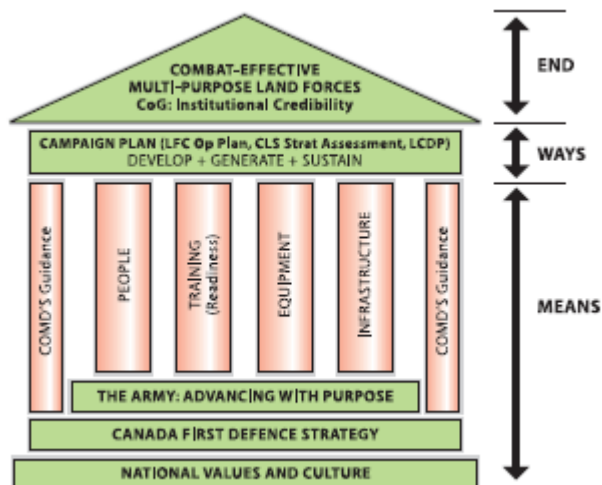 COMBAT-EFFECTIVE
MULTI-PURPOSE LAND FORCES
CoG: Institutional Credibility
END
CAMPAIGN PLAN (LFC Op Plan, CLS Strat Assessment, LCDP)
DEVELOP + GENERATE + SUSTAIN
WAYS
COMD'S Guidance
PEOPLE
TRAINING
(Readiness)
EQUIPMENT
INFRASTRUCTURE
COMD'S Guidance
MEANS
THE ARMY: ADVANCING WITH PURPOSE
CANADA FIRST DEFENCE STRATEGY
NATIONAL VALUES AND CULTURE